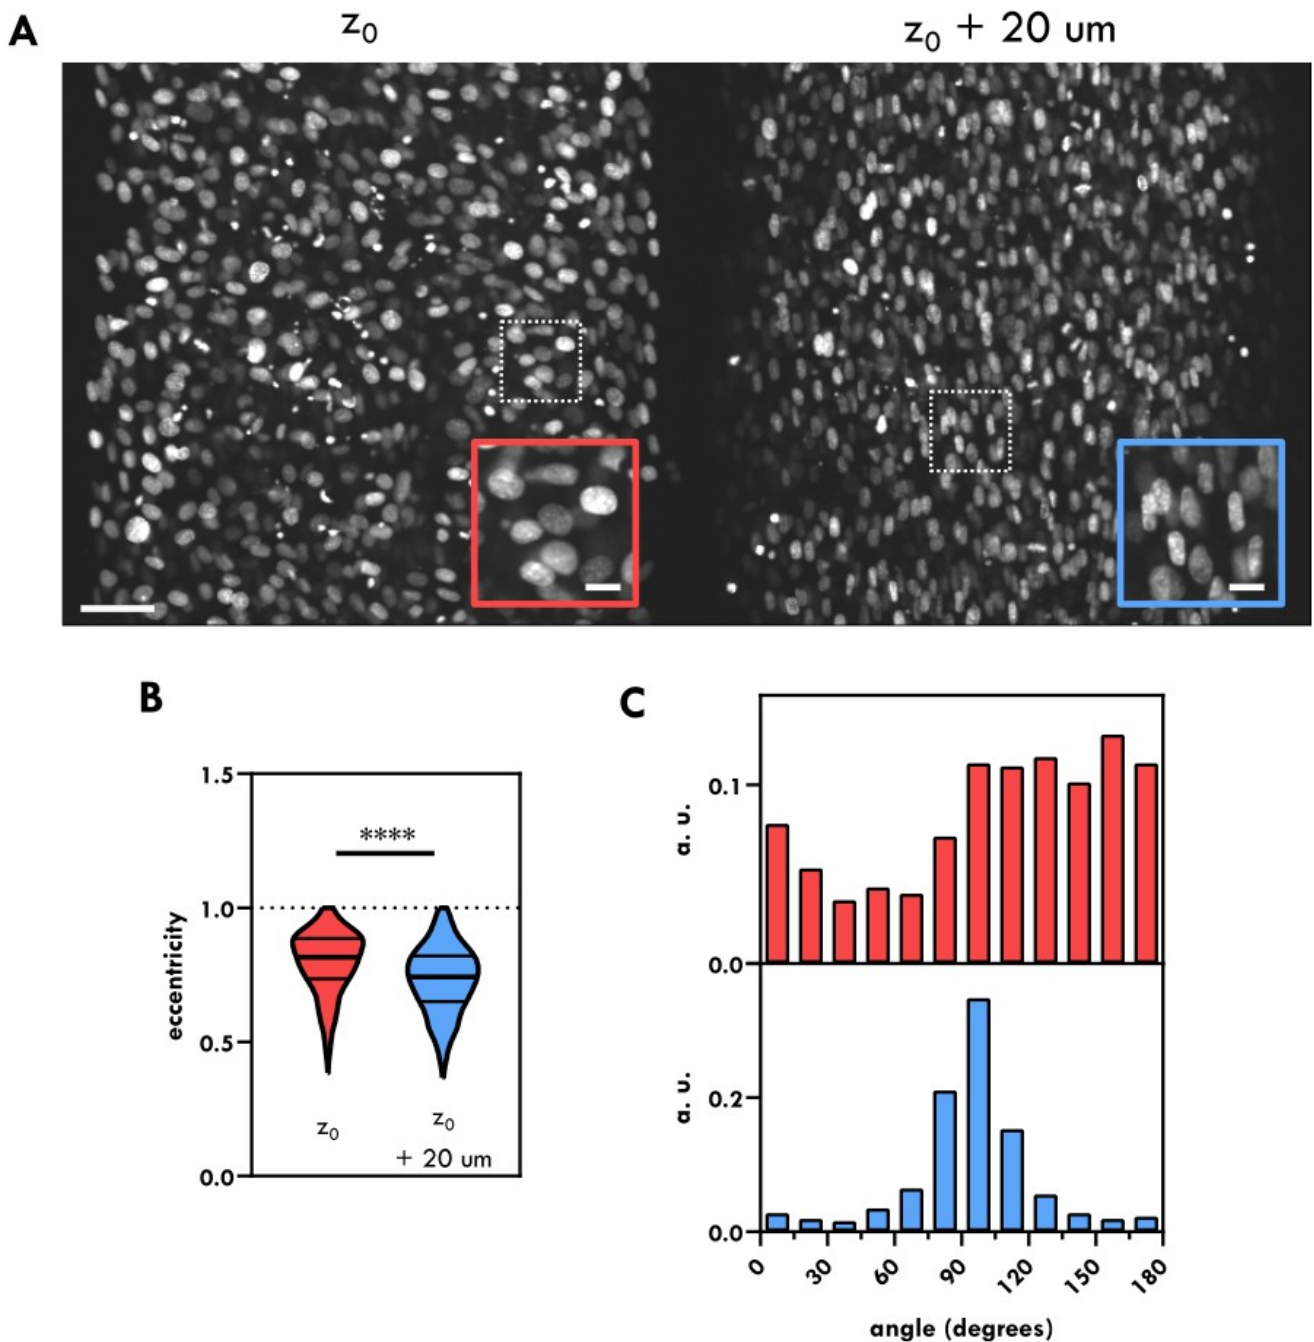 A
z₀
z₀ + 20 um
B
1.5
1.0
0.5
0.0
eccentricity
****
z₀
z₀
+ 20 um
C
0.1
0.0
a. u.
0.2
0.0
a. u.
0
30
60
90
120
150
180
angle (degrees)